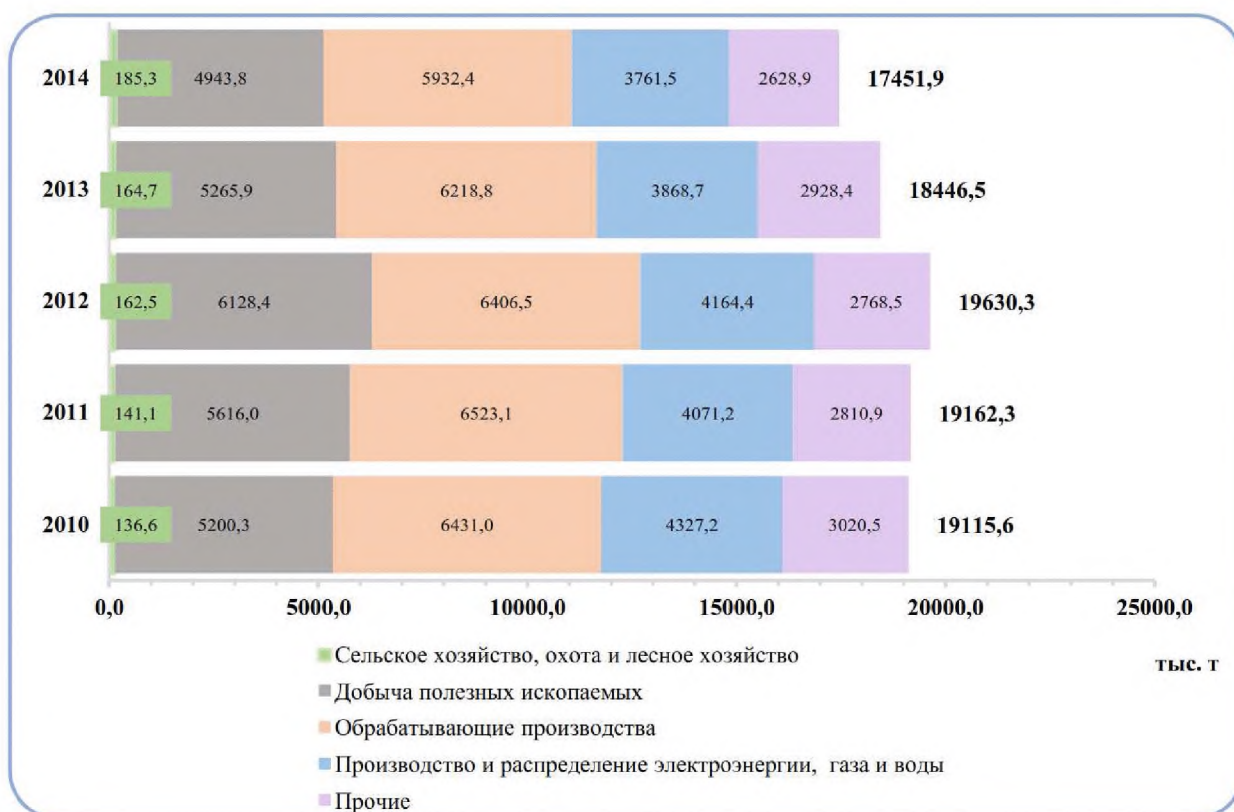 2014 185,3 4943,8 5932,4 3761,5 2628,9 17451,9
2013 164,7 5265,9 6218,8 3868,7 2928,4 18446,5
2012 162,5 6128,4 6406,5 4164,4 2768,5 19630,3
2011 141,1 5616,0 6523,1 4071,2 2810,9 19162,3
2010 136,6 5200,3 6431,0 4327,2 3020,5 19115,6
0,0 5000,0 10000,0 15000,0 20000,0 25000,0
Сельское хозяйство, охота и лесное хозяйство
тыс. т
Добыча полезных ископаемых
Обрабатывающие производства
Производство и распределение электроэнергии, газа и воды
Прочие